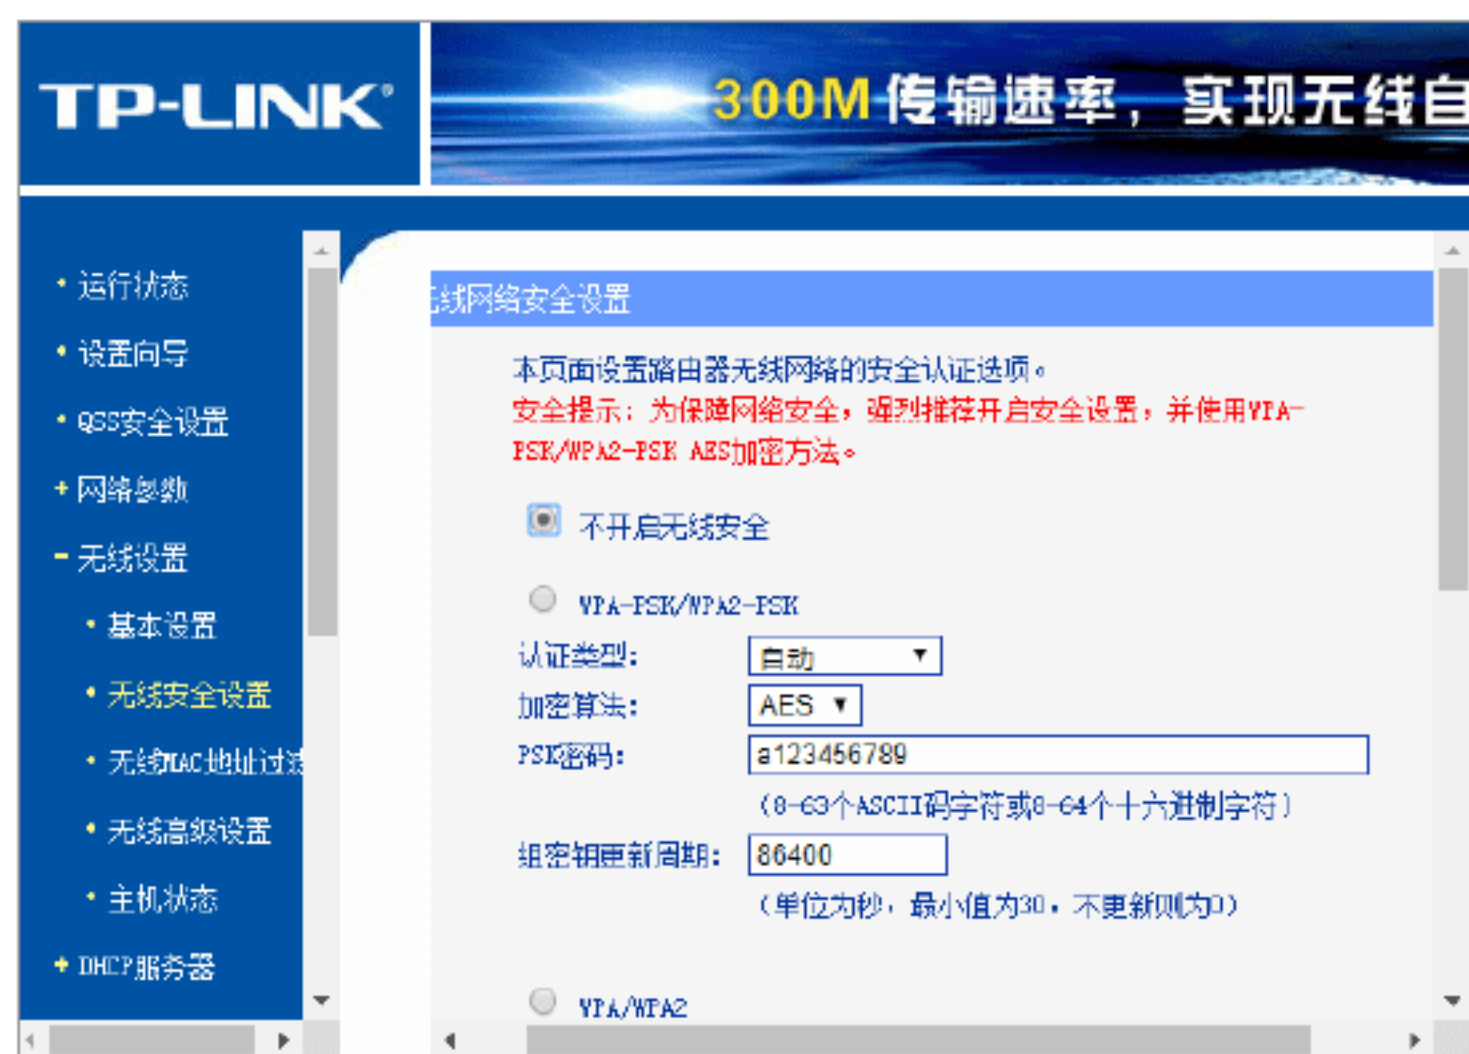 TP-LINK
300M 传输速率，实现无线自
运行状态
设置向导
QSS安全设置
网络参数
无线设置
基本设置
无线安全设置
无线MAC地址过滤
无线高级设置
主机状态
DHCP服务器
无线网络安全设置
本页面设置路由器无线网络的安全认证选项。
安全提示：为保障网络安全，强烈推荐开启安全设置，并使用WPA-
PSK/WPA2-PSK AES加密方法。
不开启无线安全
WPA-PSK/WPA2-PSK
认证类型： 自动
加密算法： AES
PSK密码： a123456789
（8-63个ASCII码字符或8-64个十六进制字符）
组密钥更新周期： 86400
（单位为秒，最小值为30，不更新则为0）
WPA/WPA2